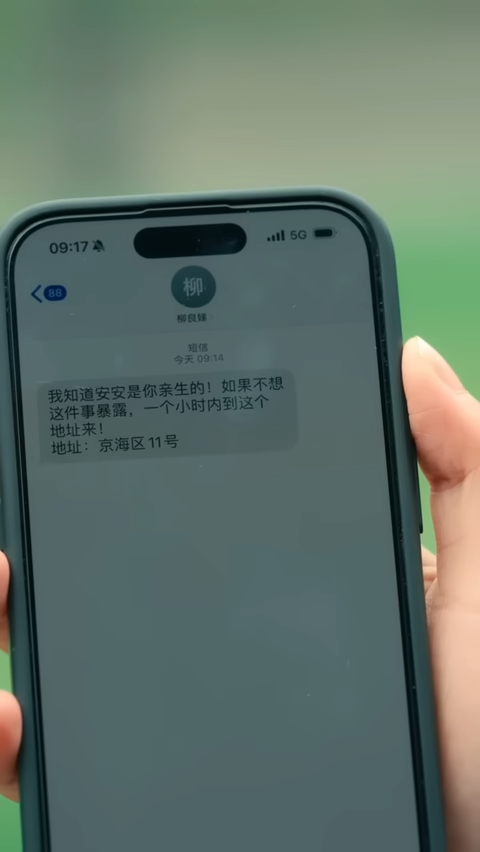 09:17
5G
88
柳
柳良娣
短信
今天 09:14
我知道安安是你亲生的！如果不想
这件事暴露，一个小时内到这个
地址来！
地址：京海区11号